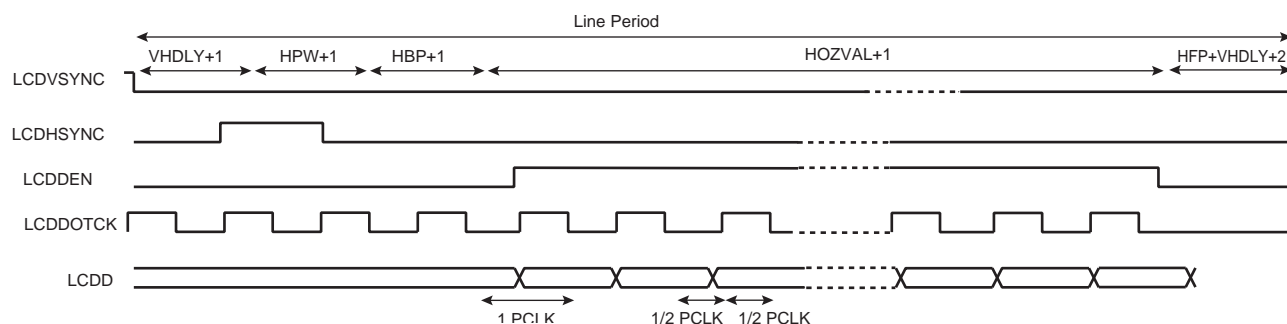 Line Period
VHDLY+1 HPW+1 HBP+1 HOZVAL+1 HFP+VHDLY+2
LCDVSYNC
LCDHSYNC
LCDDEN
LCDDOTCK
LCDD
1 PCLK 1/2 PCLK 1/2 PCLK